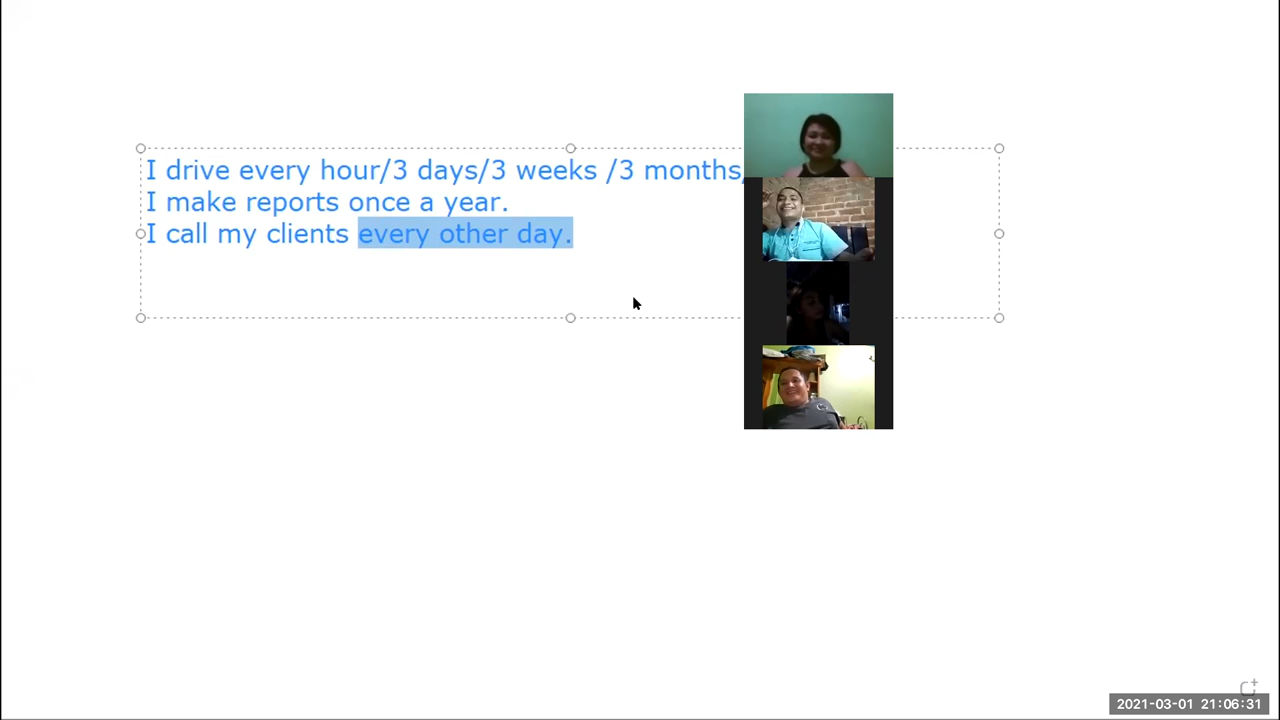 I drive every hour/3 days/3 weeks /3 months,
I make reports once a year.
I call my clients every other day.
2021-03-01 21:06:31